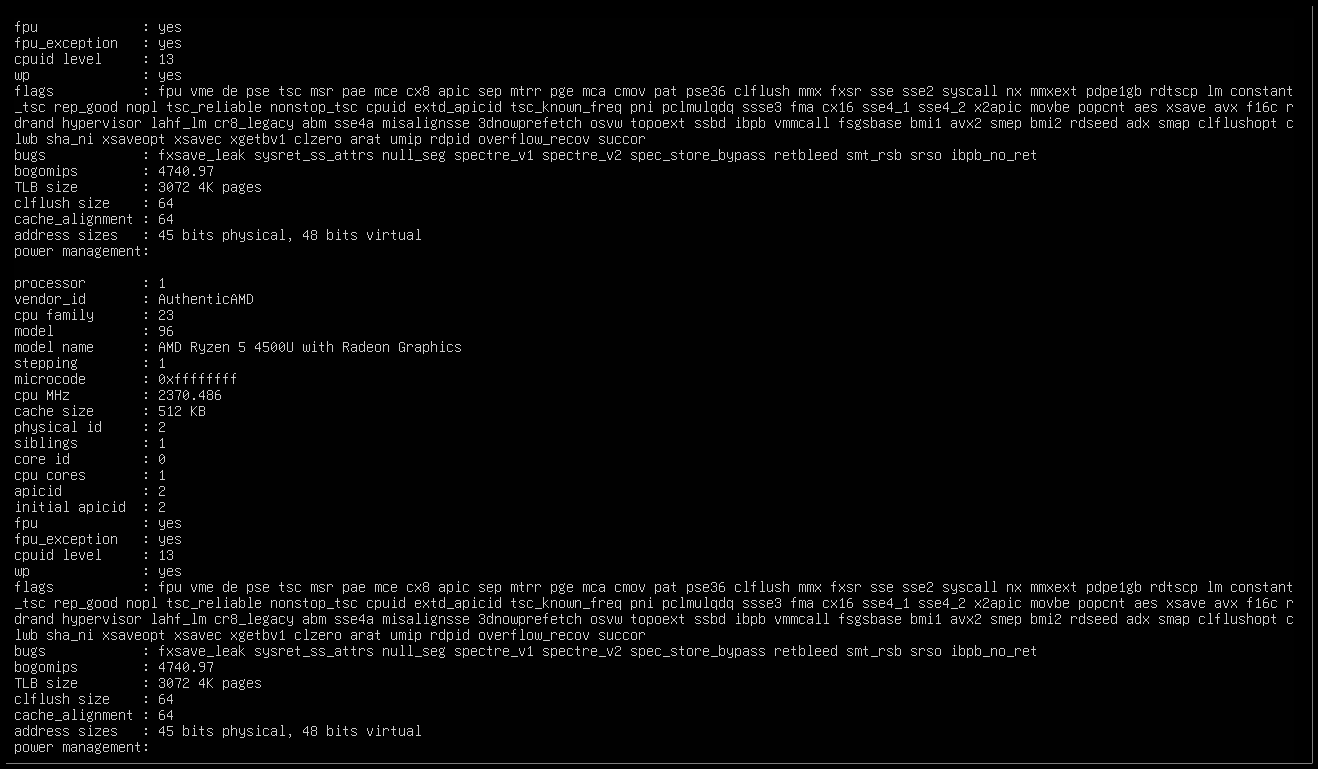 fpu             : yes
fpu_exception   : yes
cpuid level     : 13
wp              : yes
flags           : fpu vme de pse tsc msr pae mce cx8 apic sep mtrr pge mca cmov pat pse36 clflush mmx fxsr sse sse2 syscall nx mmxext pdpe1gb rdtscp lm constant
_tsc rep_good nopl tsc_reliable nonstop_tsc cpuid extd_apicid tsc_known_freq pni pclmulqdq ssse3 fma cx16 sse4_1 sse4_2 x2apic movbe popcnt aes xsave avx f16c r
drand hypervisor lahf_lm cr8_legacy abm sse4a misalignsse 3dnowprefetch osvw topoext ssbd ibpb vmmcall fsgsbase bmi1 avx2 smep bmi2 rdseed adx smap clflushopt c
lwb sha_ni xsaveopt xsavec xgetbv1 clzero arat umip rdpid overflow_recov succor
bugs            : fxsave_leak sysret_ss_attrs null_seg spectre_v1 spectre_v2 spec_store_bypass retbleed smt_rsb srso ibpb_no_ret
bogomips        : 4740.97
TLB size        : 3072 4K pages
clflush size    : 64
cache_alignment : 64
address sizes   : 45 bits physical, 48 bits virtual
power management:

processor       : 1
vendor_id       : AuthenticAMD
cpu family      : 23
model           : 96
model name      : AMD Ryzen 5 4500U with Radeon Graphics
stepping        : 1
microcode       : 0xffffffff
cpu MHz         : 2370.486
cache size      : 512 KB
physical id     : 2
siblings        : 1
core id         : 0
cpu cores       : 1
apicid          : 2
initial apicid  : 2
fpu             : yes
fpu_exception   : yes
cpuid level     : 13
wp              : yes
flags           : fpu vme de pse tsc msr pae mce cx8 apic sep mtrr pge mca cmov pat pse36 clflush mmx fxsr sse sse2 syscall nx mmxext pdpe1gb rdtscp lm constant
_tsc rep_good nopl tsc_reliable nonstop_tsc cpuid extd_apicid tsc_known_freq pni pclmulqdq ssse3 fma cx16 sse4_1 sse4_2 x2apic movbe popcnt aes xsave avx f16c r
drand hypervisor lahf_lm cr8_legacy abm sse4a misalignsse 3dnowprefetch osvw topoext ssbd ibpb vmmcall fsgsbase bmi1 avx2 smep bmi2 rdseed adx smap clflushopt c
lwb sha_ni xsaveopt xsavec xgetbv1 clzero arat umip rdpid overflow_recov succor
bugs            : fxsave_leak sysret_ss_attrs null_seg spectre_v1 spectre_v2 spec_store_bypass retbleed smt_rsb srso ibpb_no_ret
bogomips        : 4740.97
TLB size        : 3072 4K pages
clflush size    : 64
cache_alignment : 64
address sizes   : 45 bits physical, 48 bits virtual
power management: